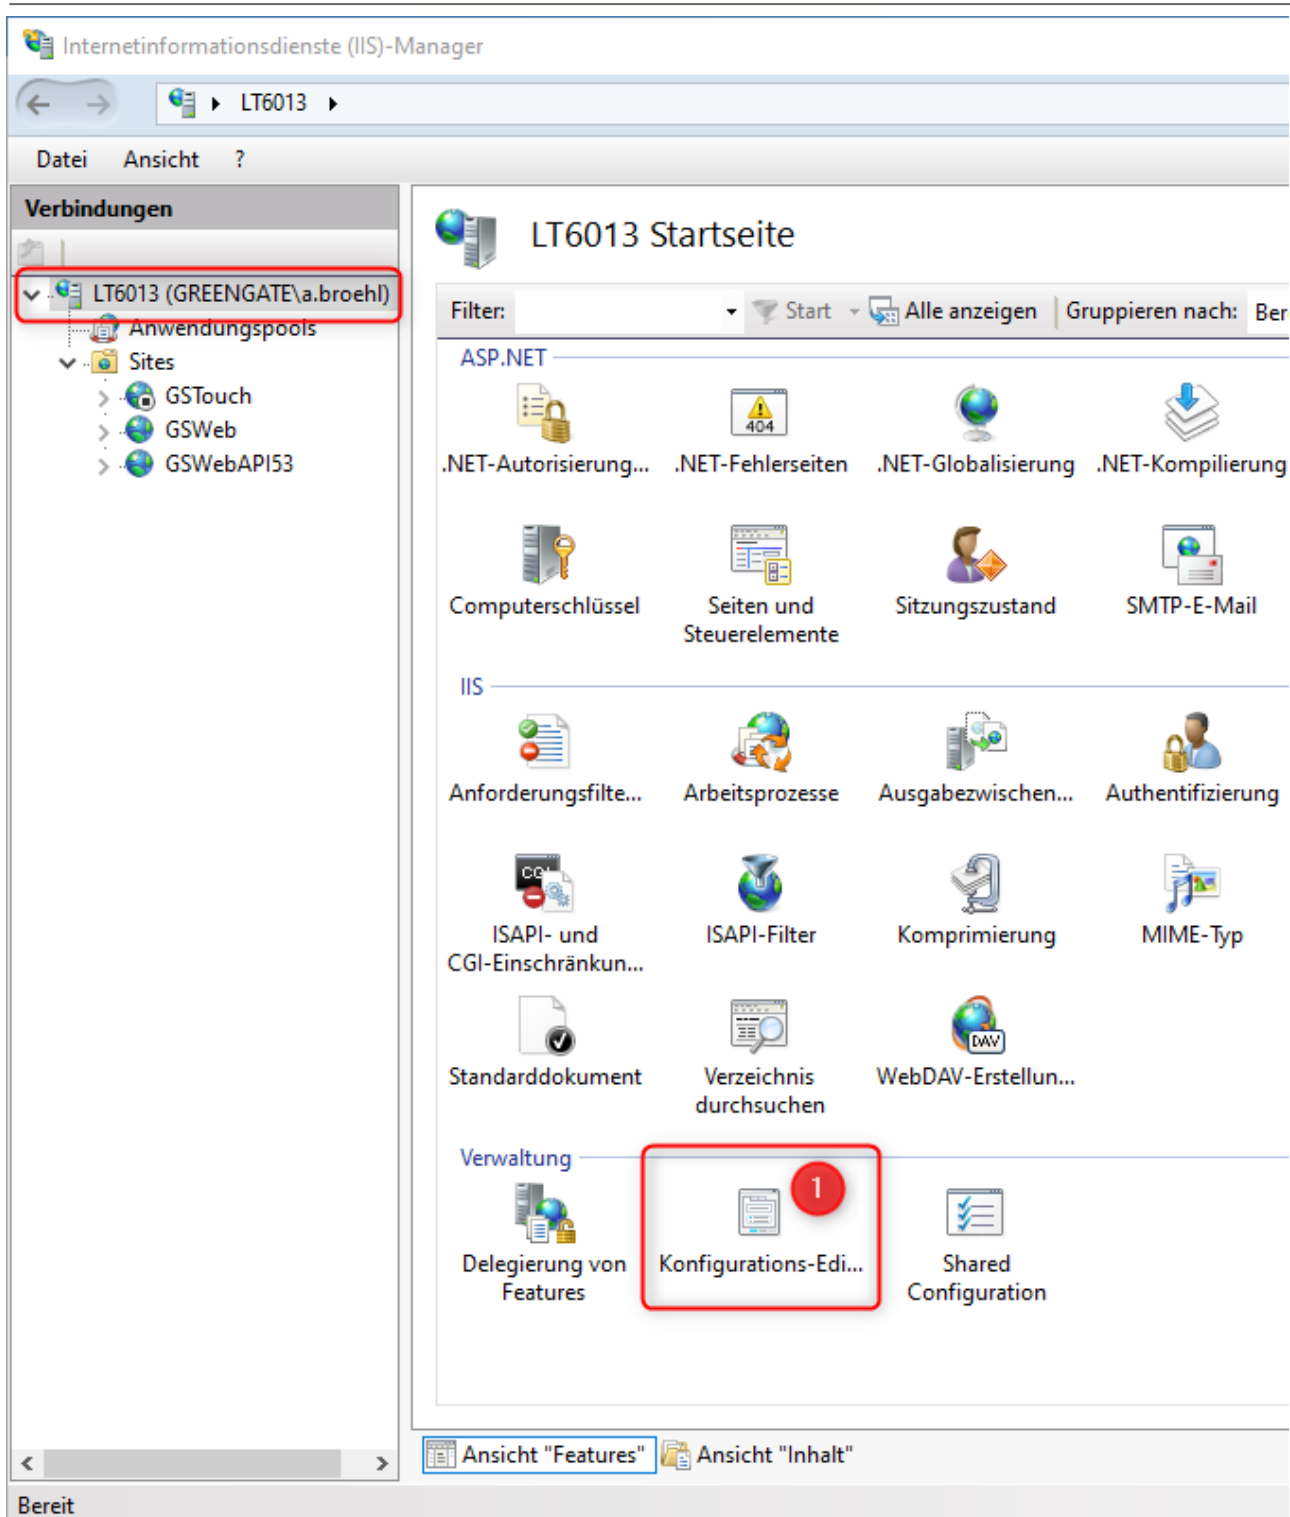 Internetinformationsdienste (IIS)-Manager
LT6013
Datei Ansicht ?
Verbindungen
LT6013 (GREENGATE\a.broehl)
Anwendungspools
Sites
GSTouch
GSWeb
GSWebAPI53
LT6013 Startseite
Filter: Start Alle anzeigen Gruppieren nach: Ber
ASP.NET
404
.NET-Autorisierung... .NET-Fehlerseiten .NET-Globalisierung .NET-Kompilierung
Computerschlüssel Seiten und Sitzungszustand SMTP-E-Mail
Steuerelemente
IIS
Anforderungsfilte... Arbeitsprozesse Ausgabezwischen... Authentifizierung
CGI
ISAPI- und ISAPI-Filter Komprimierung MIME-Typ
CGI-Einschränkun...
DAV
Standarddokument Verzeichnis WebDAV-Erstellun...
durchsuchen
Verwaltung
1
Delegierung von Konfigurations-Edi... Shared
Features Configuration
Ansicht "Features" Ansicht "Inhalt"
Bereit